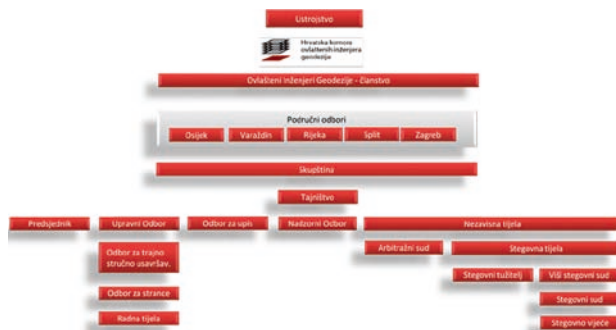 Ustrojstvo
Hrvatska komora
ovlaštenih inženjera
geodezije
Ovlašteni inženjeri Geodezije - članstvo
Područni odbori
Osijek
Varaždin
Rijeka
Split
Zagreb
Skupština
Tajništvo
Predsjednik
Upravni Odbor
Odbor za upis
Nadzorni Odbor
Nezavisna tijela
Odbor za trajno
stručno usavršav.
Odbor za strance
Radna tijela
Arbitražni sud
Stegovna tijela
Stegovni tužitelj
Viši stegovni sud
Stegovni sud
Stegovno vijeće